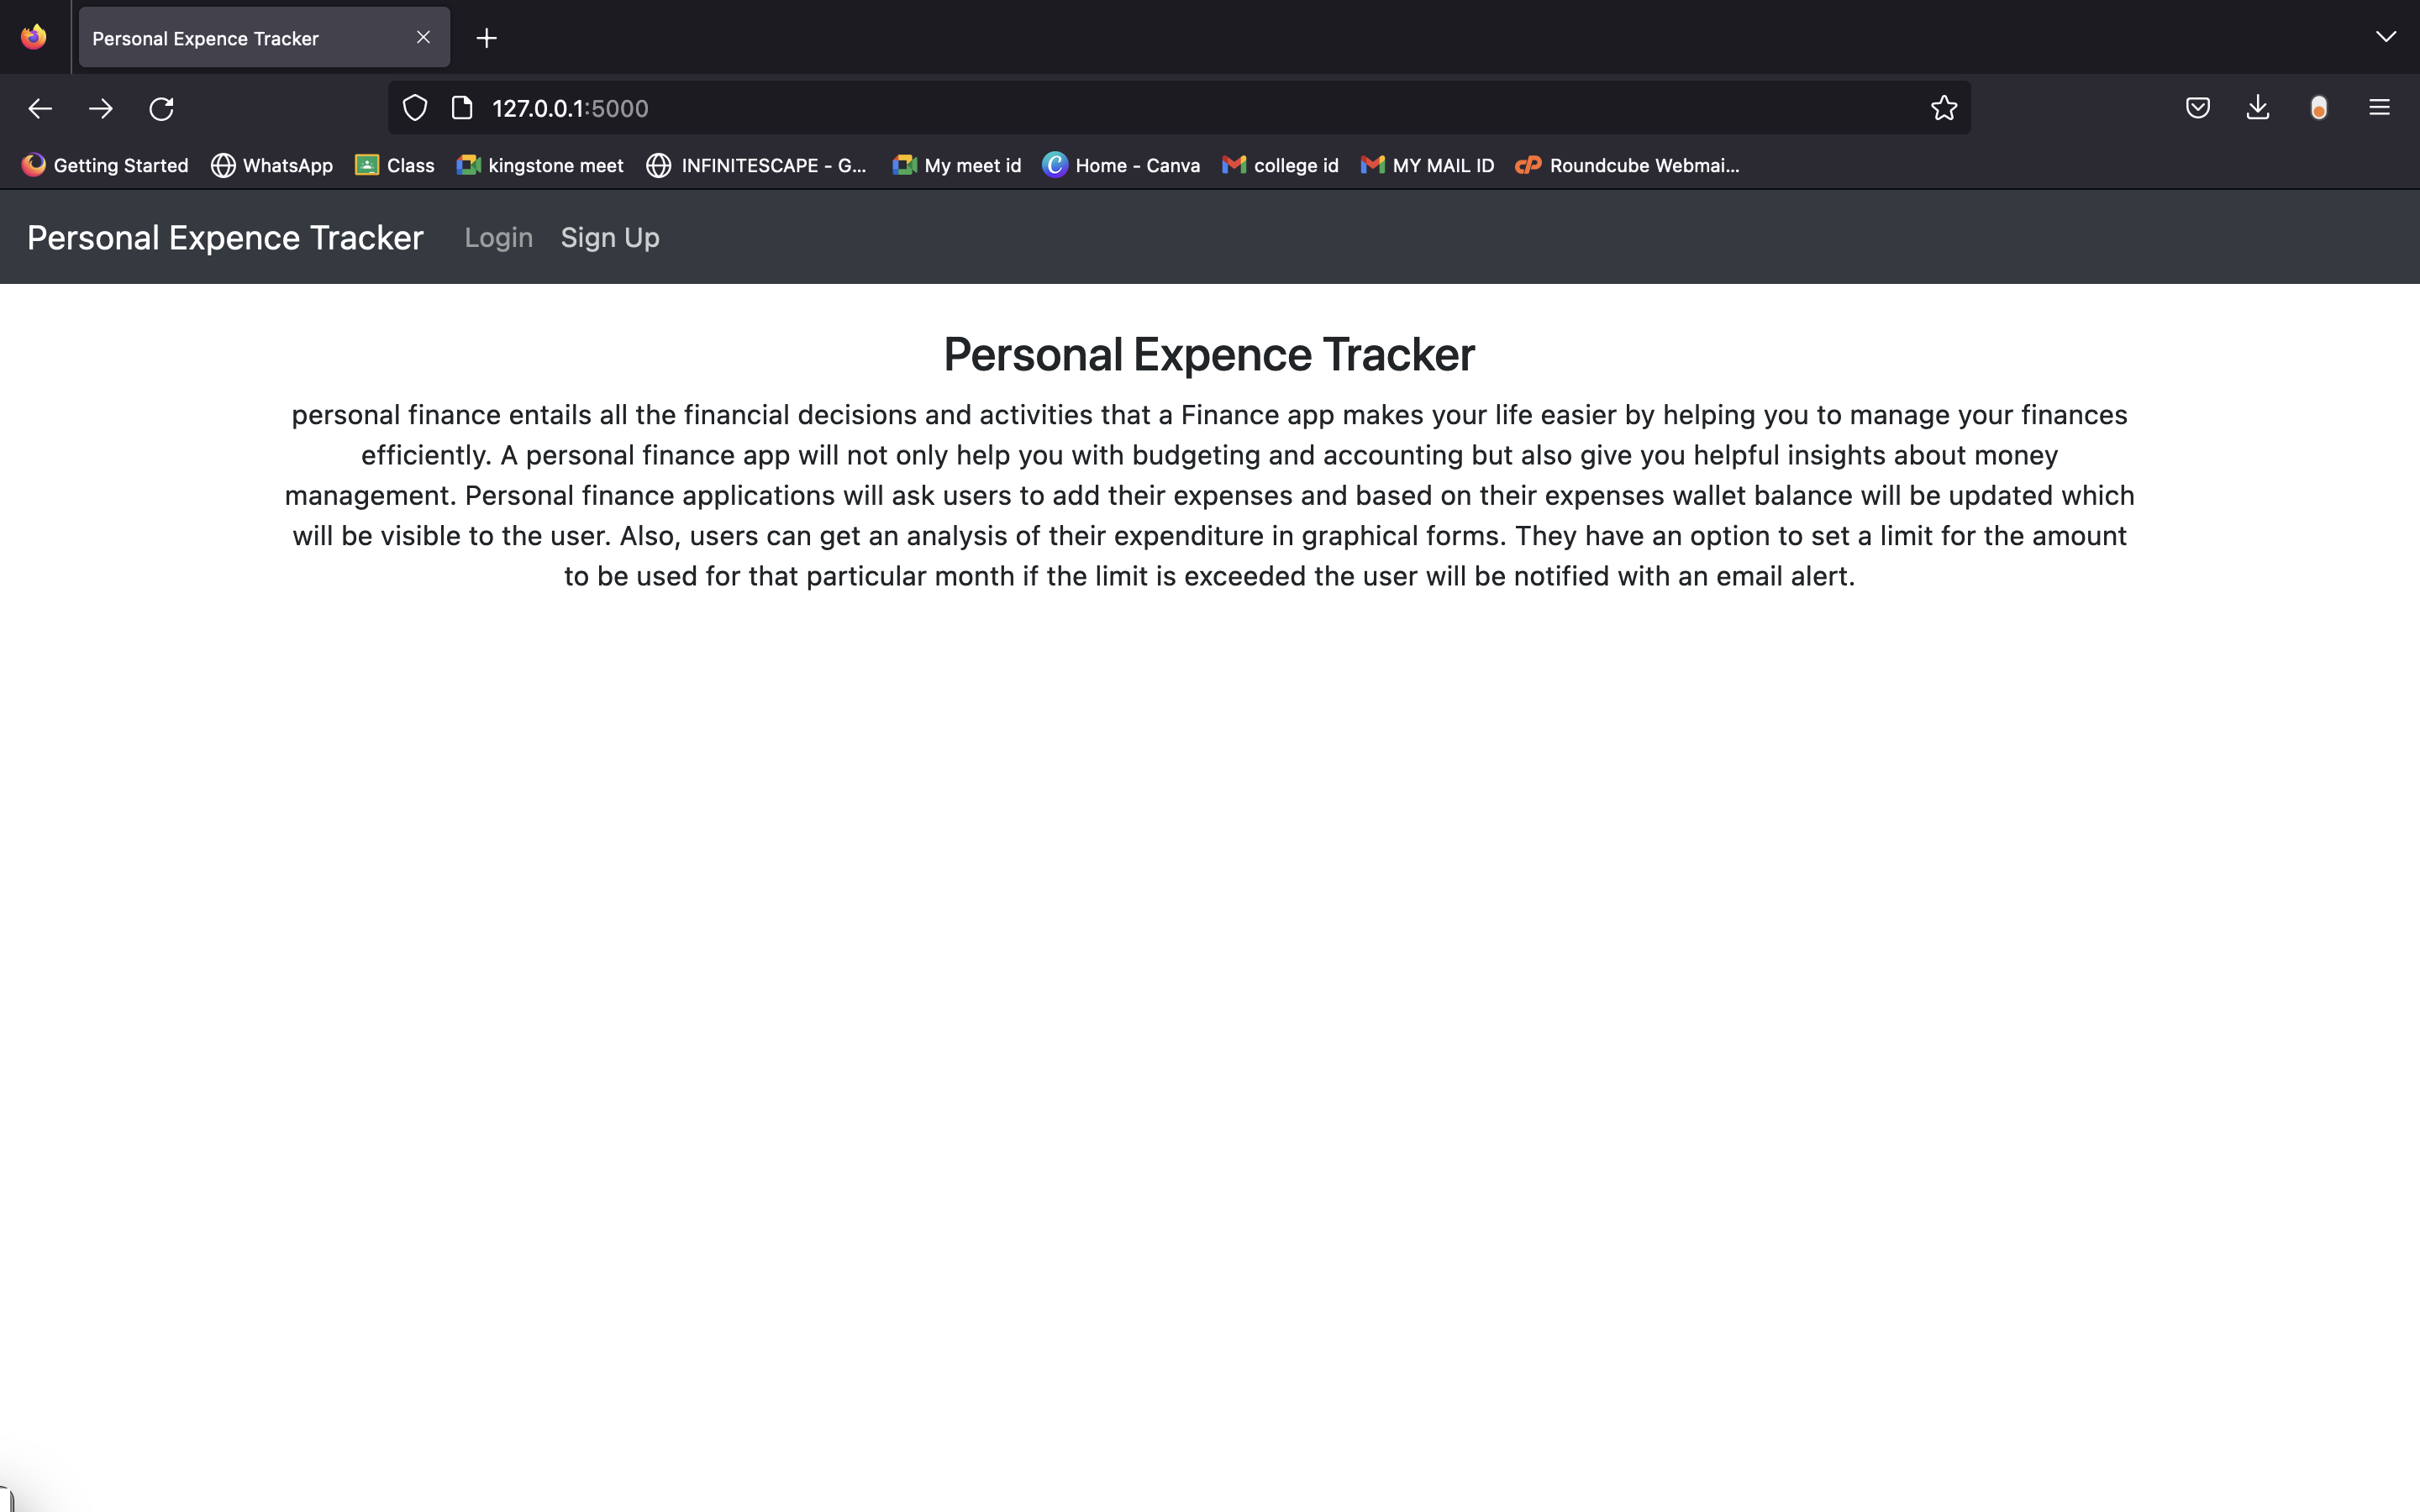 Personal Expence Tracker
127.0.0.1:5000
Getting Started WhatsApp Class kingstone meet INFINITESCAPE - G... My meet id Home - Canva college id MY MAIL ID Roundcube Webmai...
Personal Expence Tracker Login Sign Up
Personal Expence Tracker
personal finance entails all the financial decisions and activities that a Finance app makes your life easier by helping you to manage your finances
efficiently. A personal finance app will not only help you with budgeting and accounting but also give you helpful insights about money
management. Personal finance applications will ask users to add their expenses and based on their expenses wallet balance will be updated which
will be visible to the user. Also, users can get an analysis of their expenditure in graphical forms. They have an option to set a limit for the amount
to be used for that particular month if the limit is exceeded the user will be notified with an email alert.